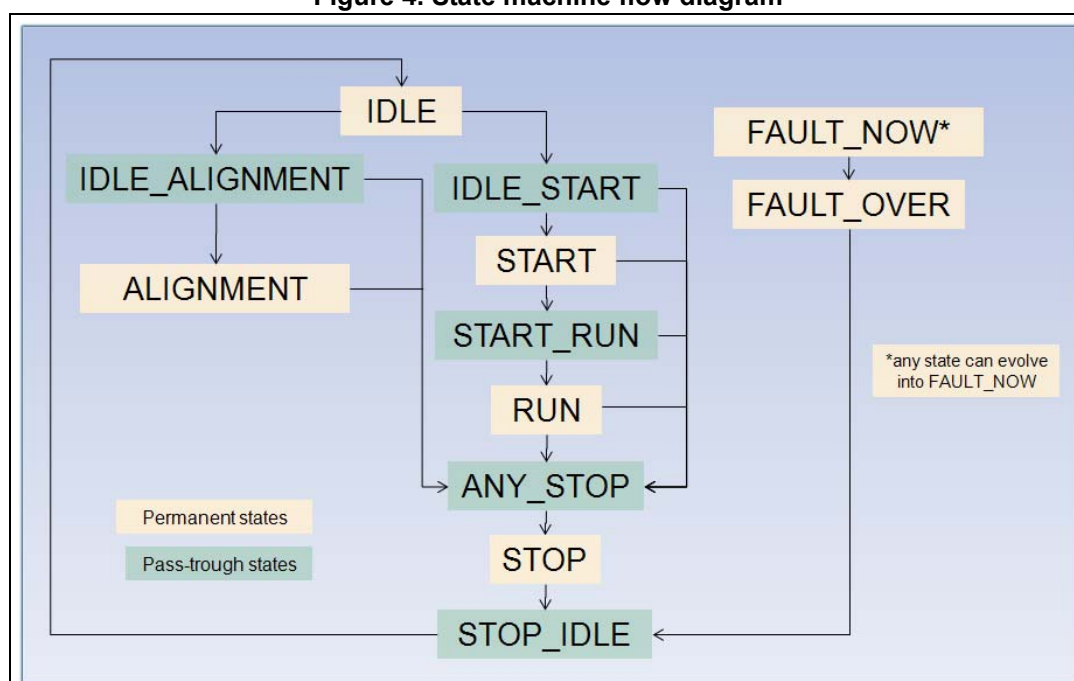 Figure 4. State machine flow diagram
IDLE
IDLE_ALIGNMENT
ALIGNMENT
IDLE_START
START
START_RUN
RUN
ANY_STOP
STOP
STOP_IDLE
FAULT_NOW*
FAULT_OVER
*any state can evolve
into FAULT_NOW
Permanent states
Pass-trough states